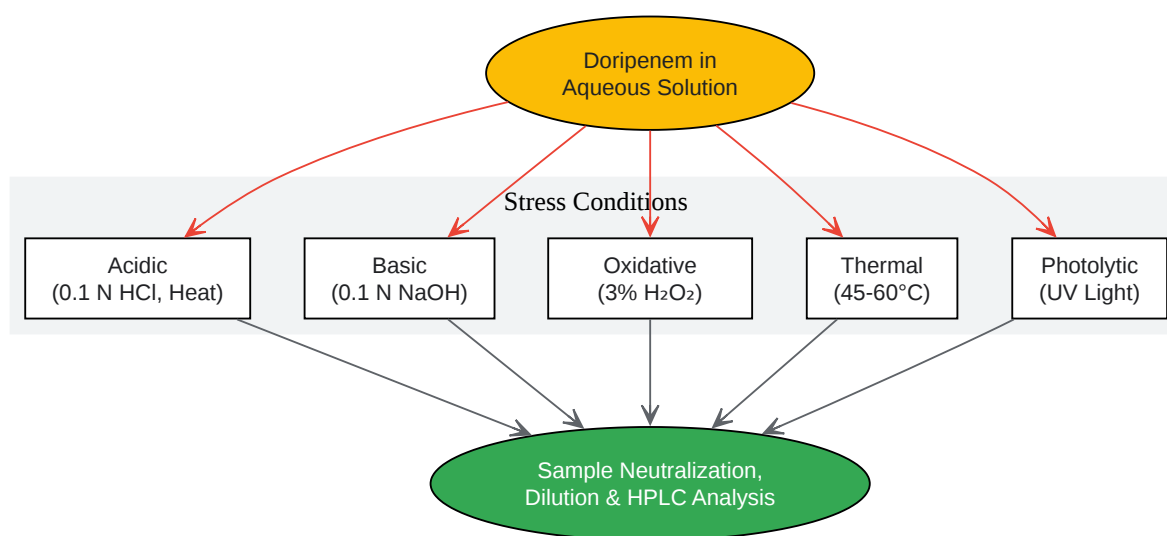 Doripenem in
Aqueous Solution
Stress Conditions
Acidic
(0.1 N HCl, Heat)
Basic
(0.1 N NaOH)
Oxidative
(3% H₂O₂)
Thermal
(45-60°C)
Photolytic
(UV Light)
Sample Neutralization,
Dilution & HPLC Analysis